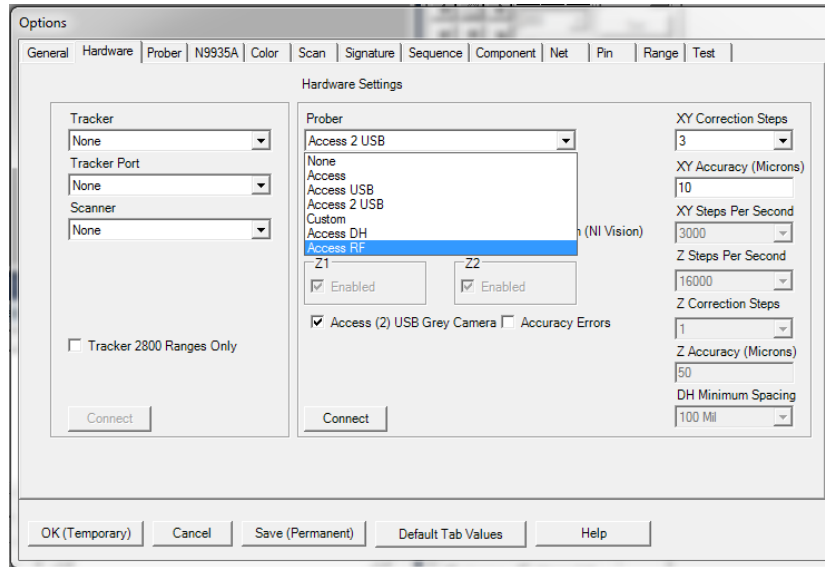 Options
General Hardware Prober N9935A Color Scan Signature Sequence Component Net Pin Range Test
Hardware Settings
Tracker
None
Tracker Port
None
Scanner
None
Tracker 2800 Ranges Only
Connect
Prober
Access 2 USB
None
Access
Access USB
Access 2 USB
Custom
Access DH
Access RF
(NI Vision)
Z1
Enabled
Z2
Enabled
Access (2) USB Grey Camera
Accuracy Errors
Connect
XY Correction Steps
3
XY Accuracy (Microns)
10
XY Steps Per Second
3000
Z Steps Per Second
16000
Z Correction Steps
1
Z Accuracy (Microns)
50
DH Minimum Spacing
100 Mil
OK (Temporary) Cancel Save (Permanent) Default Tab Values Help